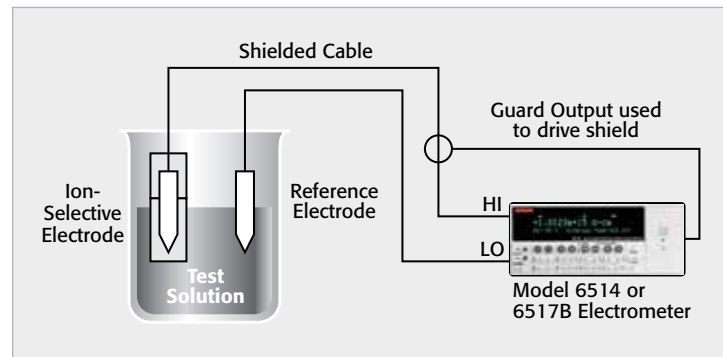 Shielded Cable
Guard Output used
to drive shield
Ion-
Selective
Electrode
Reference
Electrode
HI
LO
Test
Solution
Model 6514 or
6517B Electrometer